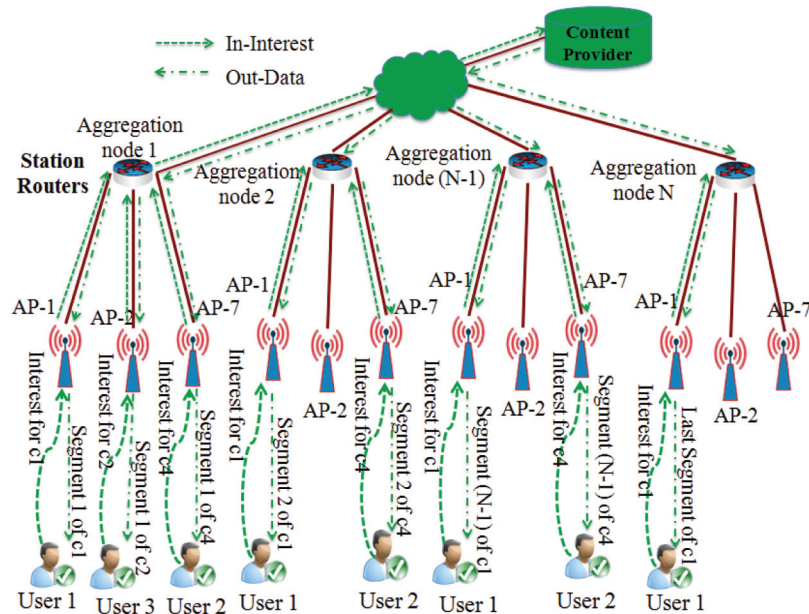 In-Interest
Out-Data
Content
Provider
Station
Routers
Aggregation
node 1
Aggregation
node 2
Aggregation
node (N-1)
Aggregation
node N
AP-1
AP-2
AP-7
AP-1
AP-2
AP-7
AP-1
AP-2
AP-7
AP-1
AP-2
AP-7
Interest for c1
Segment 1 of c1
Interest for c2
Segment 1 of c2
Interest for c4
Segment 1 of c4
Interest for c1
Segment 2 of c1
Interest for c4
Segment 2 of c4
Interest for c1
Segment (N-1) of c1
Interest for c4
Segment (N-1) of c4
Interest for c1
Last Segment of c1
User 1
User 3
User 2
User 1
User 2
User 1
User 2
User 1